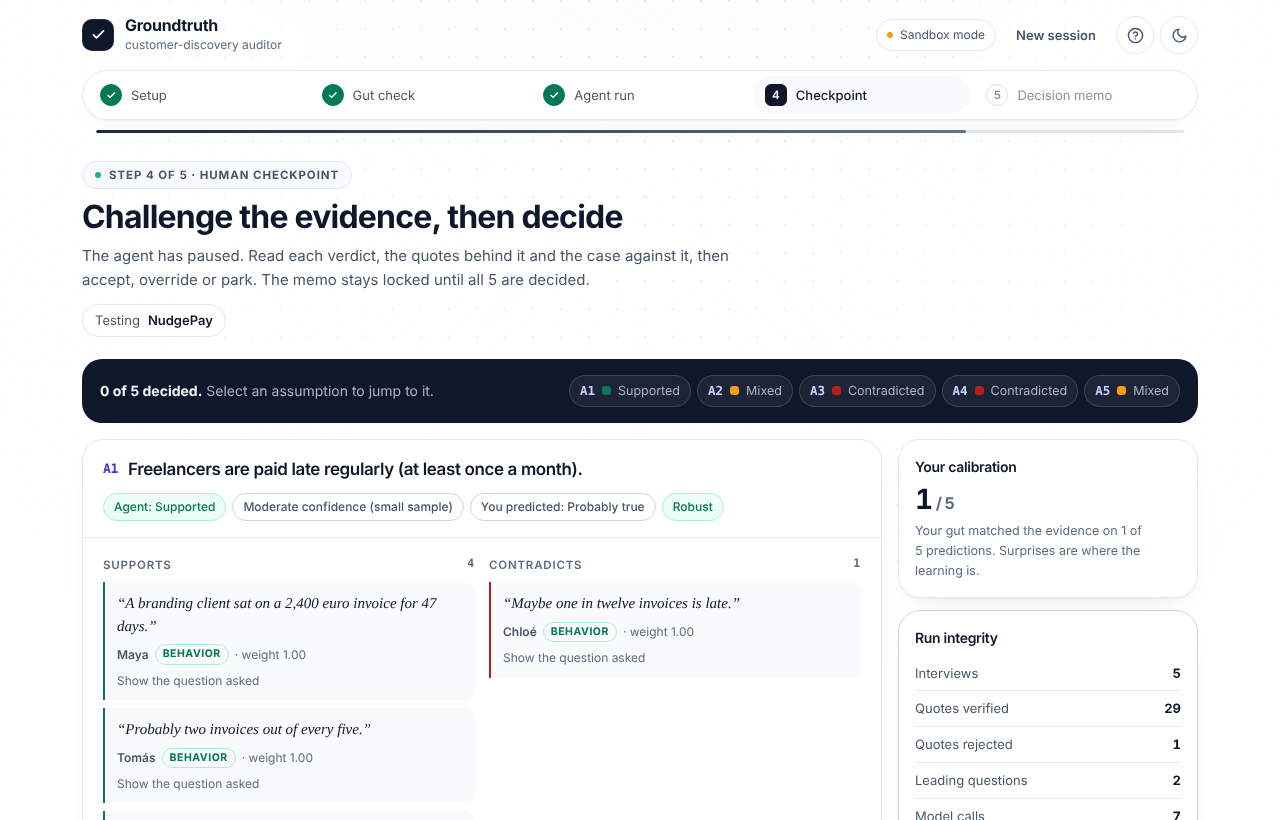 Groundtruth
customer-discovery auditor
Sandbox mode
New session
Setup
Gut check
Agent run
4 Checkpoint
5 Decision memo
STEP 4 OF 5 · HUMAN CHECKPOINT
Challenge the evidence, then decide
The agent has paused. Read each verdict, the quotes behind it and the case against it, then
accept, override or park. The memo stays locked until all 5 are decided.
Testing NudgePay
0 of 5 decided. Select an assumption to jump to it.
A1 Supported
A2 Mixed
A3 Contradicted
A4 Contradicted
A5 Mixed
A1 Freelancers are paid late regularly (at least once a month).
Agent: Supported
Moderate confidence (small sample)
You predicted: Probably true
Robust
SUPPORTS 4
“A branding client sat on a 2,400 euro invoice for 47
days.”
Maya BEHAVIOR · weight 1.00
Show the question asked
“Probably two invoices out of every five.”
Tomás BEHAVIOR · weight 1.00
Show the question asked
CONTRADICTS 1
“Maybe one in twelve invoices is late.”
Chloé BEHAVIOR · weight 1.00
Show the question asked
Your calibration
1 / 5
Your gut matched the evidence on 1 of
5 predictions. Surprises are where the
learning is.
Run integrity
Interviews 5
Quotes verified 29
Quotes rejected 1
Leading questions 2
Model calls 7